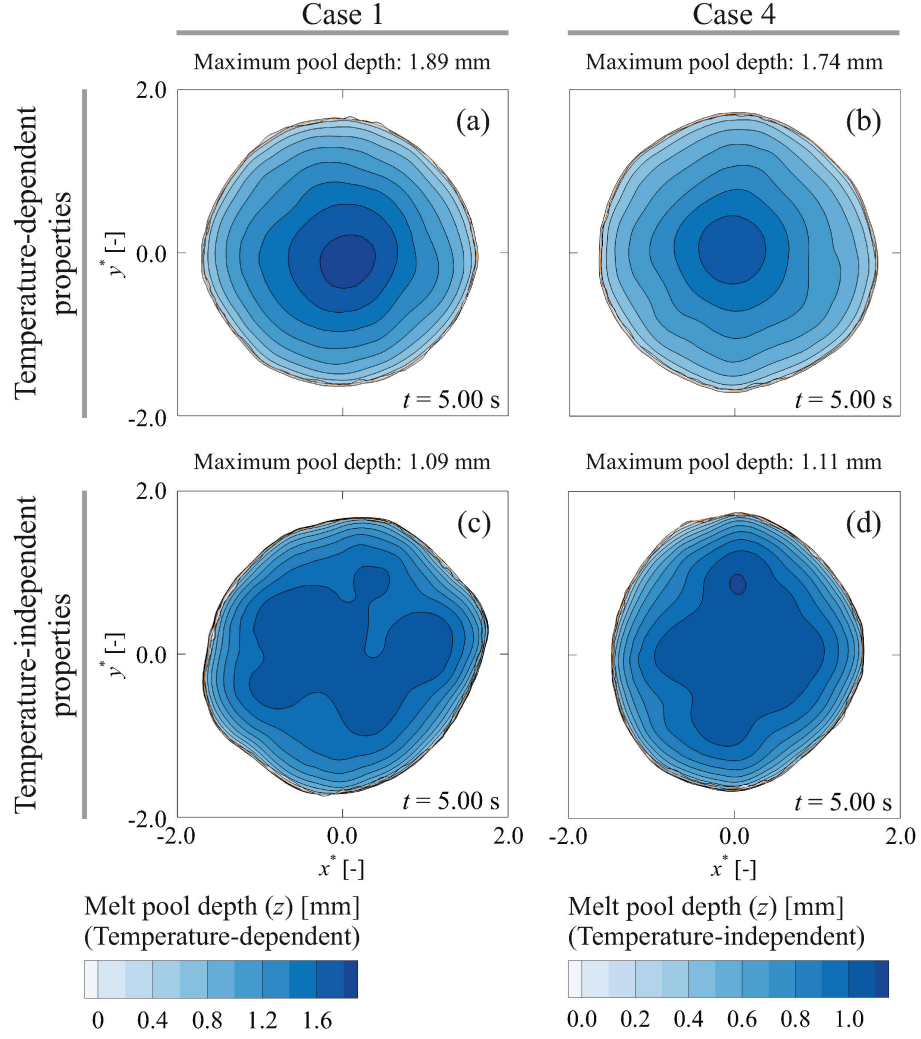 Case 1
Case 4
Maximum pool depth: 1.89 mm
Maximum pool depth: 1.74 mm
Temperature-dependent
properties
2.0
0.0
-2.0
y* [-]
(a)
t = 5.00 s
(b)
t = 5.00 s
Maximum pool depth: 1.09 mm
Maximum pool depth: 1.11 mm
Temperature-independent
properties
2.0
0.0
-2.0
y* [-]
(c)
t = 5.00 s
(d)
t = 5.00 s
-2.0 0.0 2.0
x* [-]
-2.0 0.0 2.0
x* [-]
Melt pool depth (z) [mm]
(Temperature-dependent)
0 0.4 0.8 1.2 1.6
Melt pool depth (z) [mm]
(Temperature-independent)
0.0 0.2 0.4 0.6 0.8 1.0